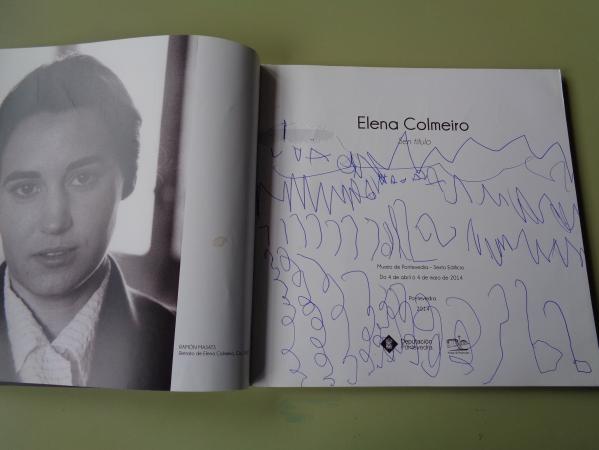 RAMÓN MASATS
Retrato de Elena Colmeiro,
Elena Colmeiro
Sen título
Museo de Pontevedra - Sexto Edificio
Do 4 de abril a 4 de maio de 2014
Pontevedra
2014
Deputación
Pontevedra